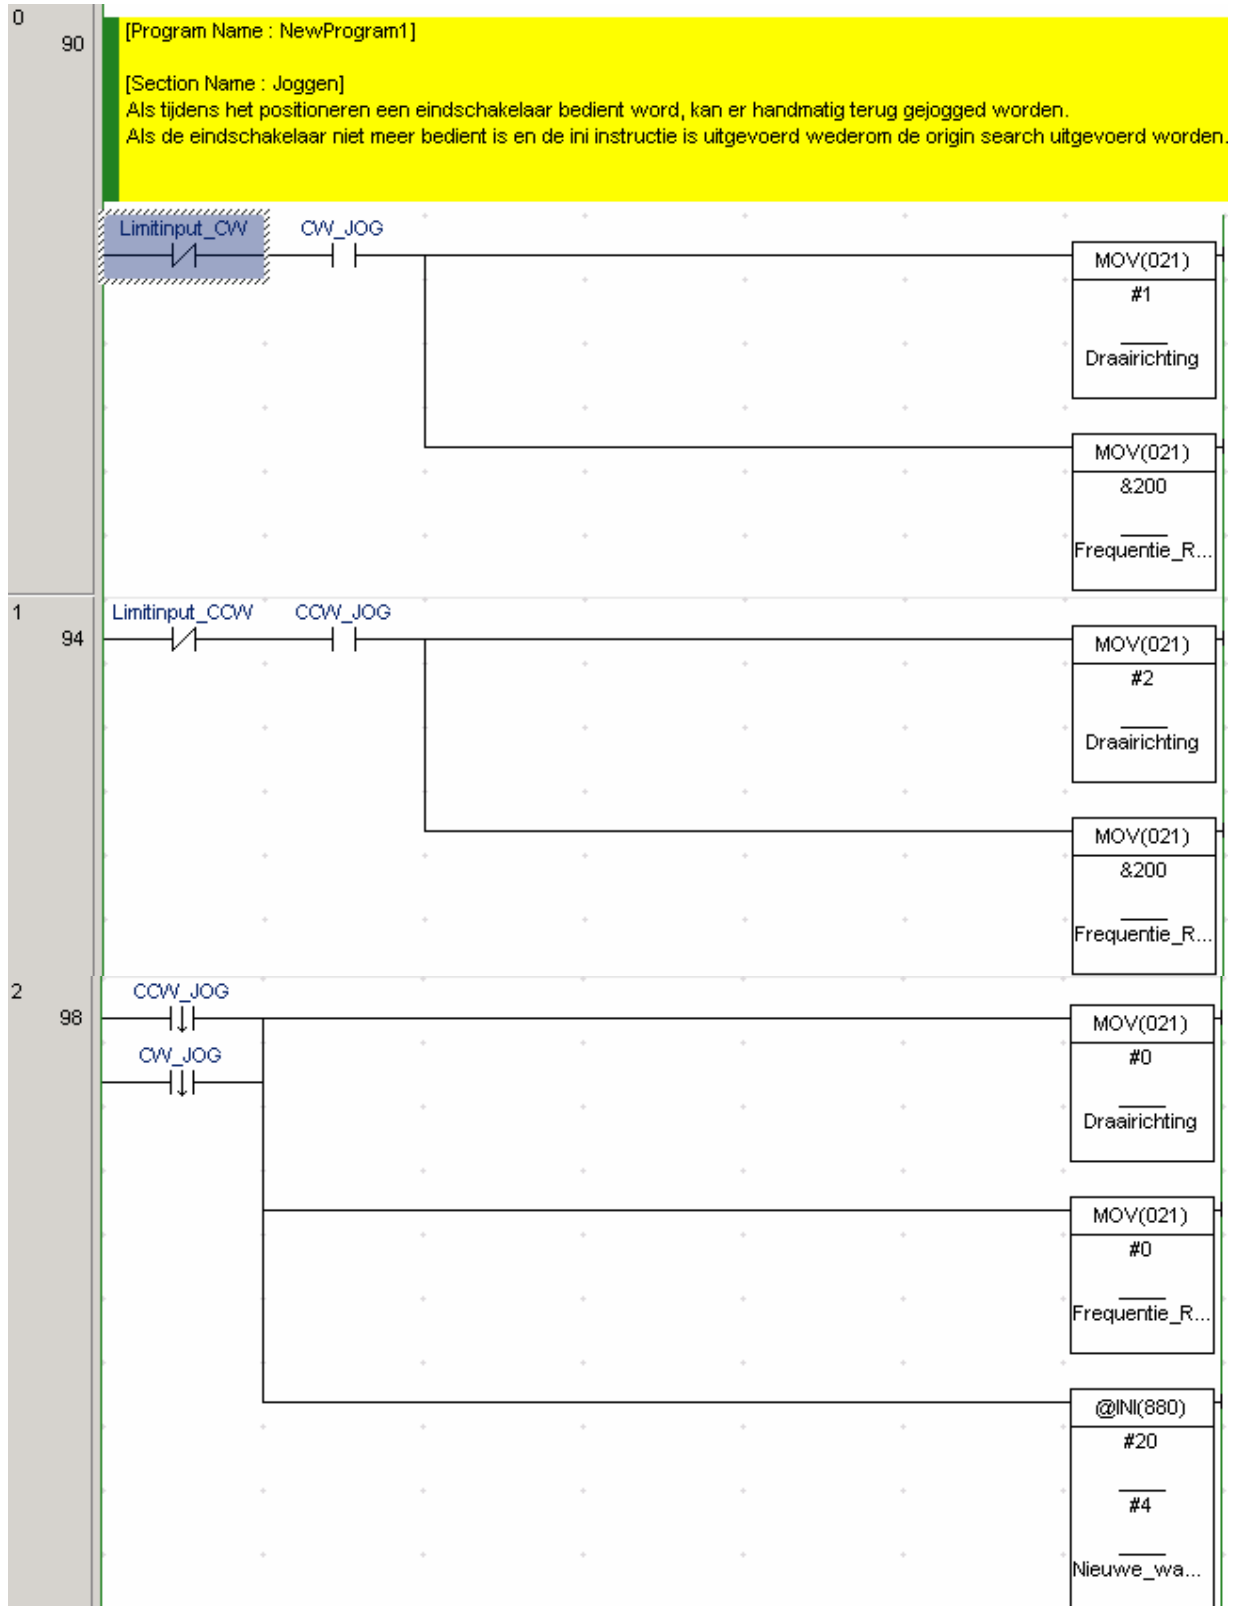 0
90
[Program Name : NewProgram1]
[Section Name : Joggen]
Als tijdens het positioneren een eindschakelaar bedient word, kan er handmatig terug gejogged worden.
Als de eindschakelaar niet meer bedient is en de ini instructie is uitgevoerd wederom de origin search uitgevoerd worden.
Limitinput_CW CW_JOG
MOV(021)
#1
Draairichting
MOV(021)
&200
Frequentie_R...
1
94
Limitinput_CCW CCW_JOG
MOV(021)
#2
Draairichting
MOV(021)
&200
Frequentie_R...
2
98
CCW_JOG
CW_JOG
MOV(021)
#0
Draairichting
MOV(021)
#0
Frequentie_R...
@INI(880)
#20
#4
Nieuwe_wa...